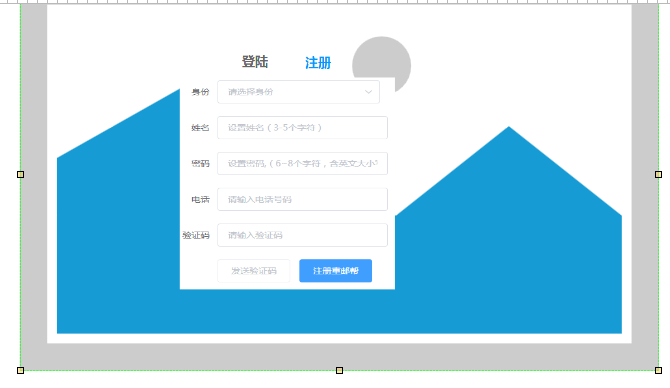 登陆 注册
身份 请选择身份
姓名 设置姓名（3-5个字符）
密码 设置密码（6-8个字符，含英文大小写
电话 请输入电话号码
验证码 请输入验证码
发送验证码 注册重邮帮